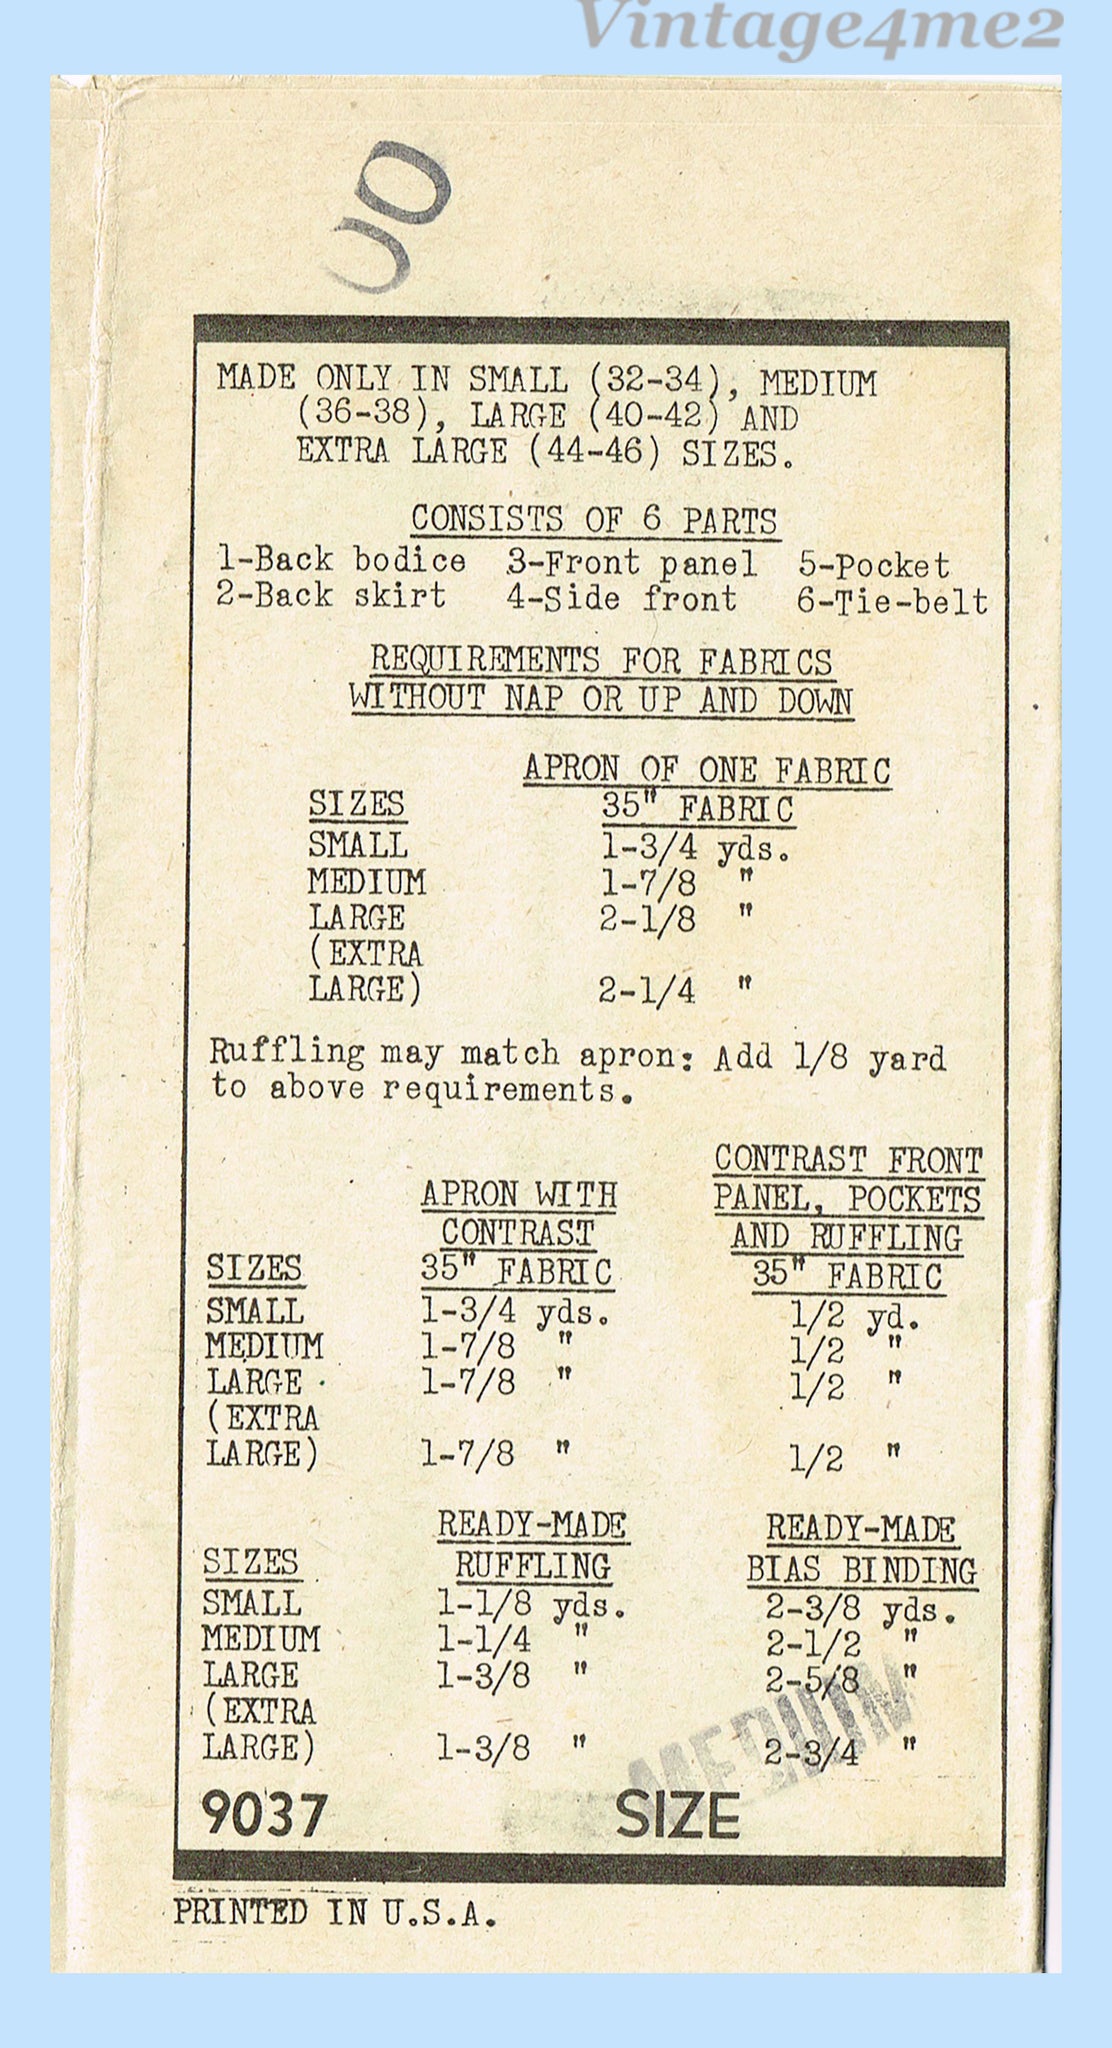 Vintage4me2
MADE ONLY IN SMALL (32-34), MEDIUM
(36-38), LARGE (40-42) AND
EXTRA LARGE (44-46) SIZES.
CONSISTS OF 6 PARTS
1-Back bodice 3-Front panel 5-Pocket
2-Back skirt 4-Side front 6-Tie-belt
REQUIREMENTS FOR FABRICS
WITHOUT NAP OR UP AND DOWN
APRON OF ONE FABRIC
SIZES 35" FABRIC
SMALL 1-3/4 yds.
MEDIUM 1-7/8 "
LARGE 2-1/8 "
(EXTRA
LARGE) 2-1/4 "
Ruffling may match apron: Add 1/8 yard
to above requirements.
CONTRAST FRONT
APRON WITH PANEL, POCKETS
CONTRAST AND RUFFLING
SIZES 35" FABRIC 35" FABRIC
SMALL 1-3/4 yds. 1/2 yd.
MEDIUM 1-7/8 " 1/2 "
LARGE 1-7/8 " 1/2 "
(EXTRA
LARGE) 1-7/8 " 1/2 "
READY-MADE READY-MADE
SIZES RUFFLING BIAS BINDING
SMALL 1-1/8 yds. 2-3/8 yds.
MEDIUM 1-1/4 " 2-1/2 "
LARGE 1-3/8 " 2-5/8 "
(EXTRA
LARGE) 1-3/8 " 2-3/4 "
MEDIUM
9037 SIZE
PRINTED IN U.S.A.